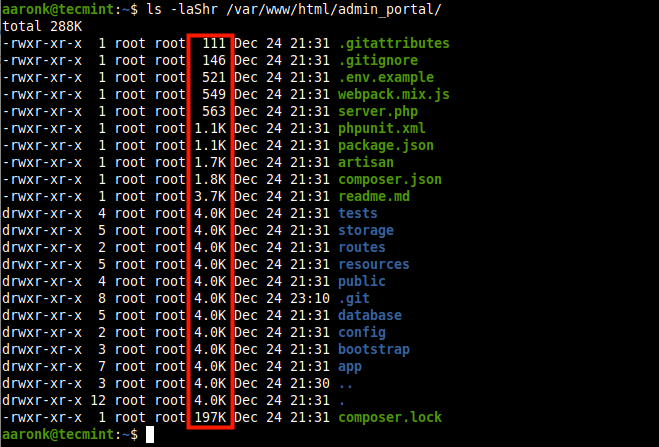 aaronk@tecmint:~$ ls -laShr /var/www/html/admin_portal/
total 288K
-rwxr-xr-x  1 root root  111 Dec 24 21:31 .gitattributes
-rwxr-xr-x  1 root root  146 Dec 24 21:31 .gitignore
-rwxr-xr-x  1 root root  521 Dec 24 21:31 .env.example
-rwxr-xr-x  1 root root  549 Dec 24 21:31 webpack.mix.js
-rwxr-xr-x  1 root root  563 Dec 24 21:31 server.php
-rwxr-xr-x  1 root root 1.1K Dec 24 21:31 phpunit.xml
-rwxr-xr-x  1 root root 1.1K Dec 24 21:31 package.json
-rwxr-xr-x  1 root root 1.7K Dec 24 21:31 artisan
-rwxr-xr-x  1 root root 1.8K Dec 24 21:31 composer.json
-rwxr-xr-x  1 root root 3.7K Dec 24 21:31 readme.md
drwxr-xr-x  4 root root 4.0K Dec 24 21:31 tests
drwxr-xr-x  5 root root 4.0K Dec 24 21:31 storage
drwxr-xr-x  2 root root 4.0K Dec 24 21:31 routes
drwxr-xr-x  5 root root 4.0K Dec 24 21:31 resources
drwxr-xr-x  4 root root 4.0K Dec 24 21:31 public
drwxr-xr-x  8 root root 4.0K Dec 24 23:10 .git
drwxr-xr-x  5 root root 4.0K Dec 24 21:31 database
drwxr-xr-x  2 root root 4.0K Dec 24 21:31 config
drwxr-xr-x  3 root root 4.0K Dec 24 21:31 bootstrap
drwxr-xr-x  7 root root 4.0K Dec 24 21:31 app
drwxr-xr-x  3 root root 4.0K Dec 24 21:30 ..
drwxr-xr-x 12 root root 4.0K Dec 24 21:31 .
-rwxr-xr-x  1 root root 197K Dec 24 21:31 composer.lock
aaronk@tecmint:~$